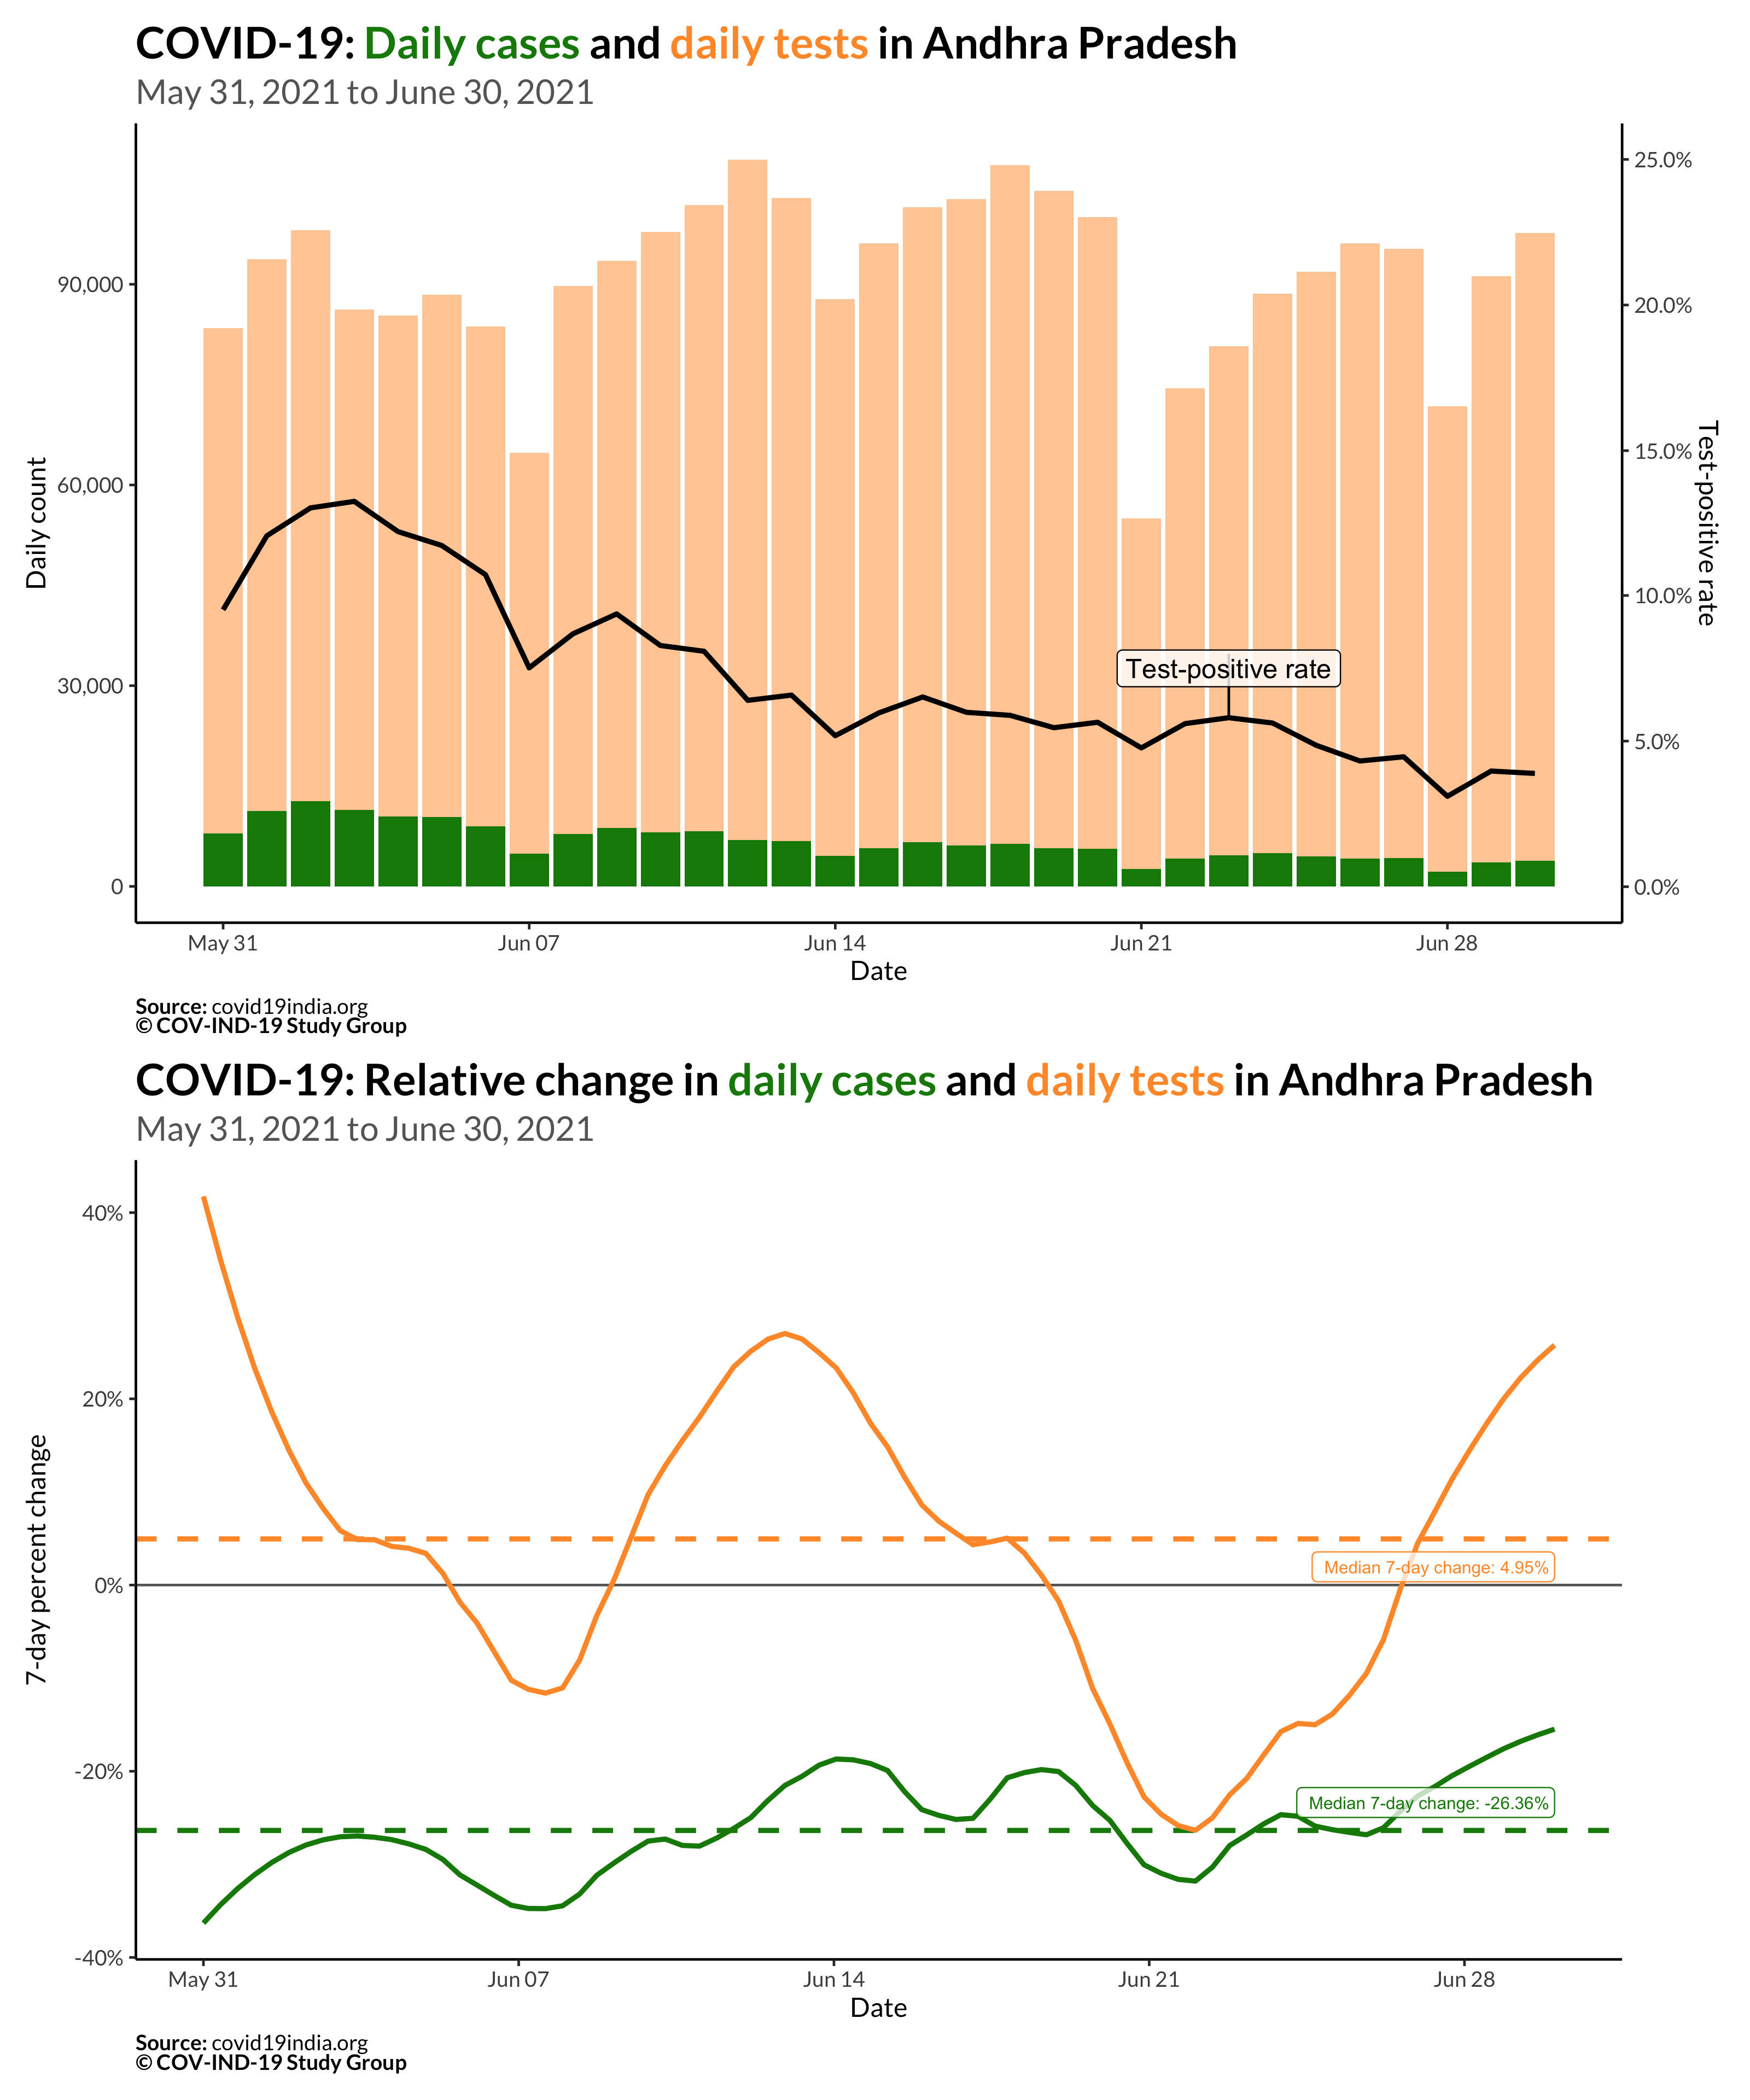 COVID-19: Daily cases and daily tests in Andhra Pradesh
May 31, 2021 to June 30, 2021
Daily count
90,000
60,000
30,000
0
25.0%
20.0%
15.0%
10.0%
5.0%
0.0%
Test-positive rate
Test-positive rate
May 31
Jun 07
Jun 14
Jun 21
Jun 28
Date
Source: covid19india.org
© COV-IND-19 Study Group
COVID-19: Relative change in daily cases and daily tests in Andhra Pradesh
May 31, 2021 to June 30, 2021
7-day percent change
40%
20%
0%
-20%
-40%
Median 7-day change: 4.95%
Median 7-day change: -26.36%
May 31
Jun 07
Jun 14
Jun 21
Jun 28
Date
Source: covid19india.org
© COV-IND-19 Study Group